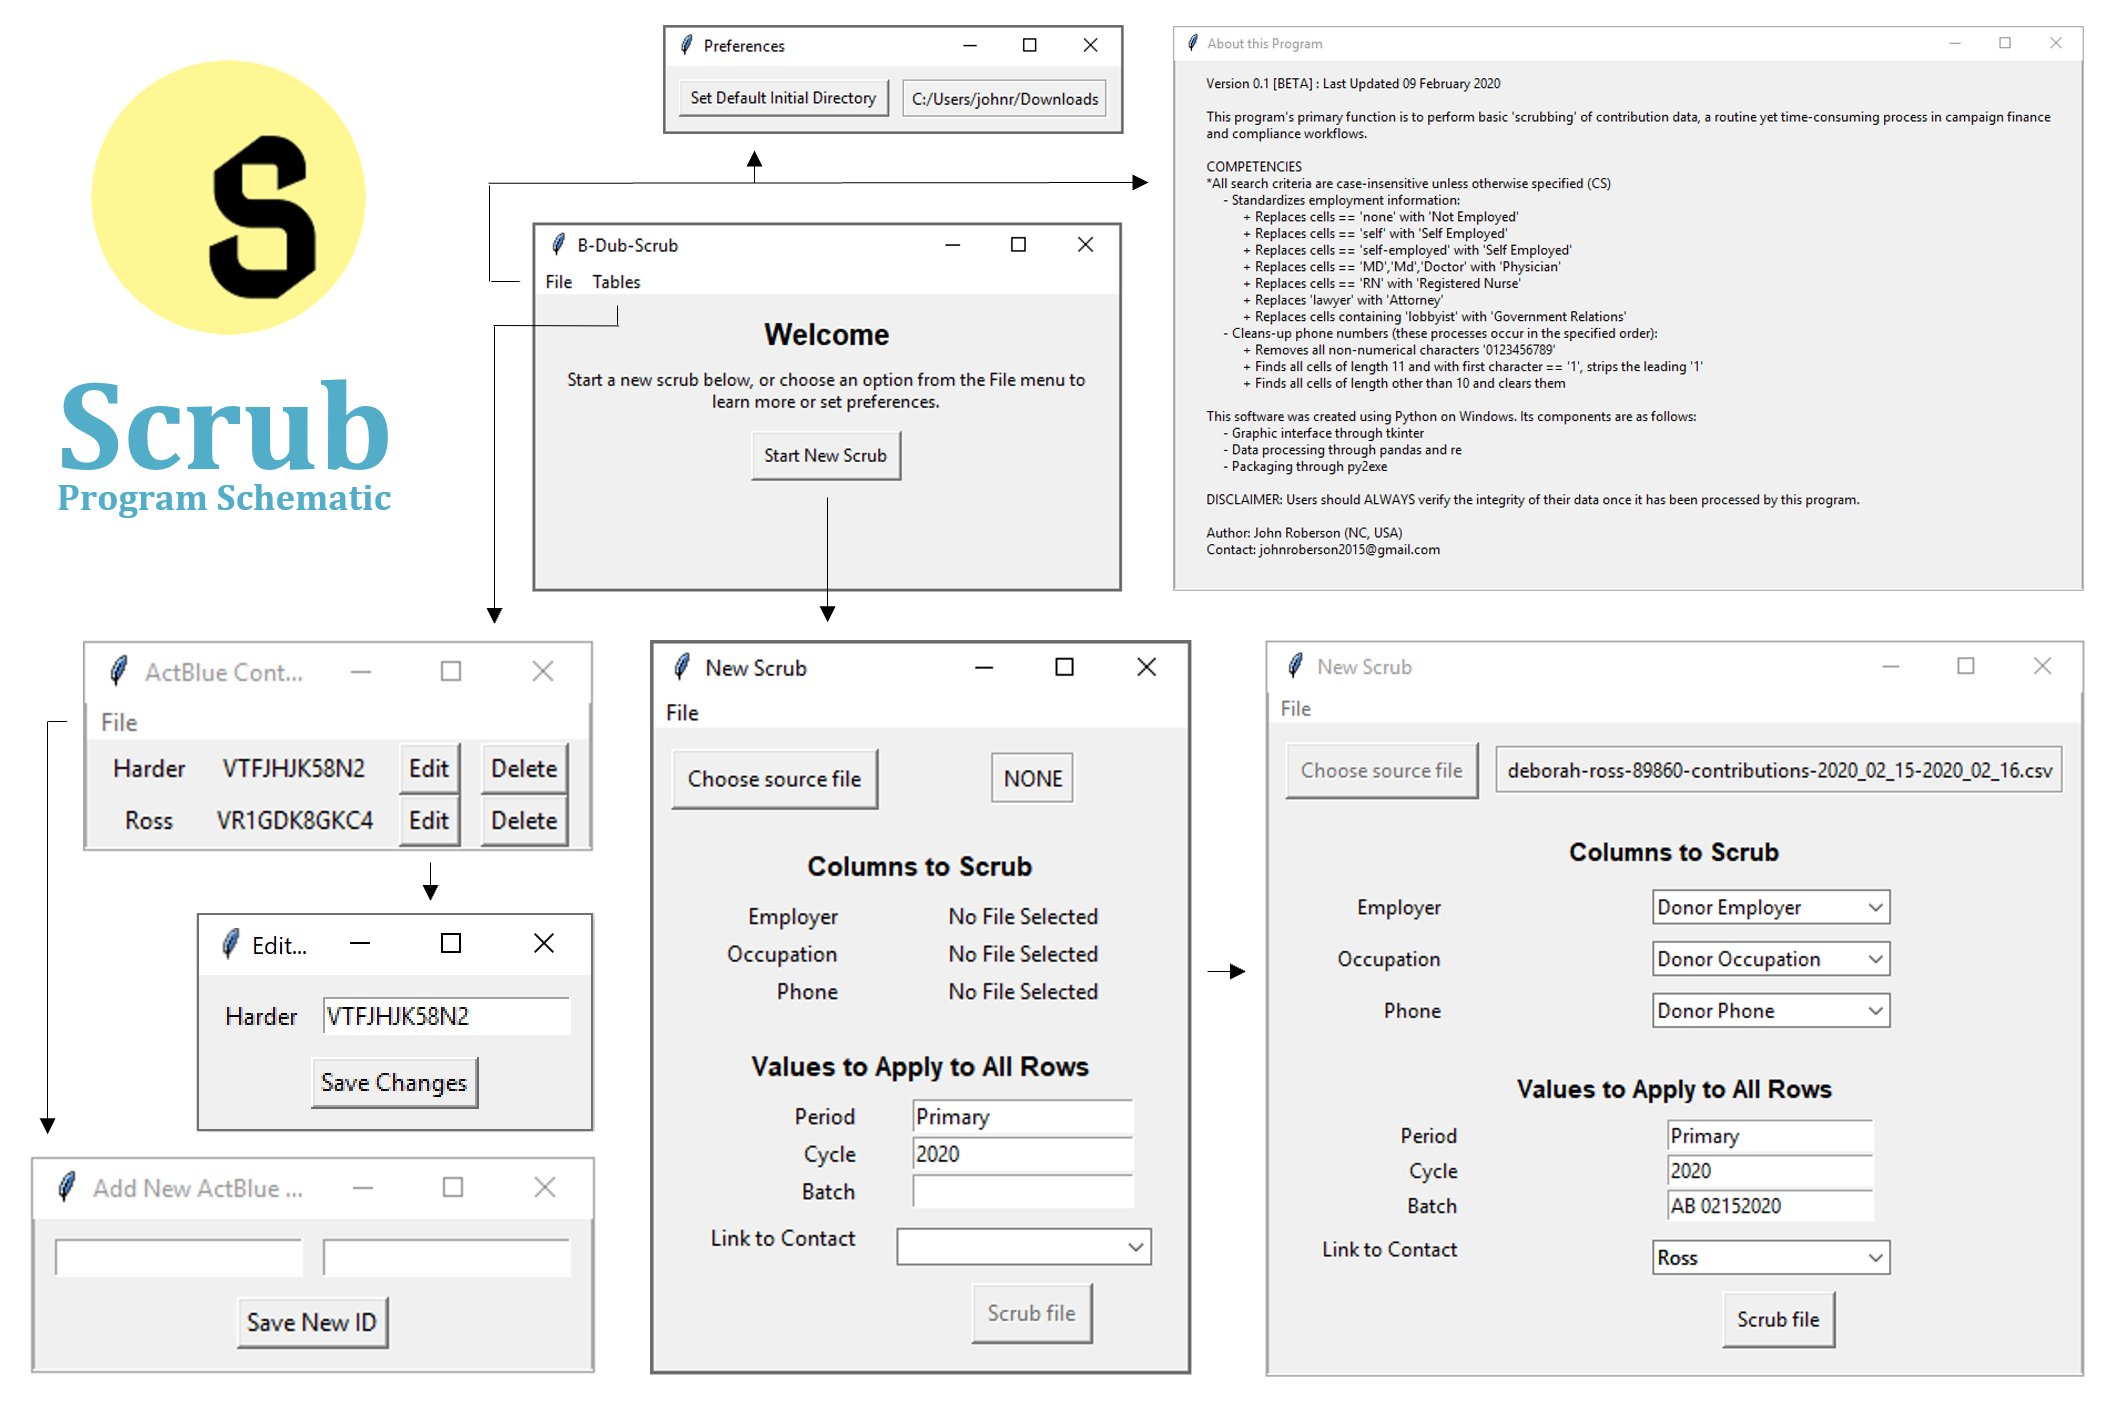 S
Scrub
Program Schematic
Preferences
Set Default Initial Directory
C:/Users/johnr/Downloads
About this Program
Version 0.1 [BETA] : Last Updated 09 February 2020
This program's primary function is to perform basic 'scrubbing' of contribution data, a routine yet time-consuming process in campaign finance
and compliance workflows.
COMPETENCIES
*All search criteria are case-insensitive unless otherwise specified (CS)
- Standardizes employment information:
+ Replaces cells == 'none' with 'Not Employed'
+ Replaces cells == 'self' with 'Self Employed'
+ Replaces cells == 'self-employed' with 'Self Employed'
+ Replaces cells == 'MD','Md','Doctor' with 'Physician'
+ Replaces cells == 'RN' with 'Registered Nurse'
+ Replaces 'lawyer' with 'Attorney'
+ Replaces cells containing 'lobbyist' with 'Government Relations'
- Cleans-up phone numbers (these processes occur in the specified order):
+ Removes all non-numerical characters '0123456789'
+ Finds all cells of length 11 and with first character == '1', strips the leading '1'
+ Finds all cells of length other than 10 and clears them
This software was created using Python on Windows. Its components are as follows:
- Graphic interface through tkinter
- Data processing through pandas and re
- Packaging through py2exe
DISCLAIMER: Users should ALWAYS verify the integrity of their data once it has been processed by this program.
Author: John Roberson (NC, USA)
Contact: johnroberson2015@gmail.com
B-Dub-Scrub
File Tables
Welcome
Start a new scrub below, or choose an option from the File menu to
learn more or set preferences.
Start New Scrub
ActBlue Cont...
File
Harder VTFJHJK58N2 Edit Delete
Ross VR1GDK8GKC4 Edit Delete
Edit...
Harder VTFJHJK58N2
Save Changes
Add New ActBlue ...
Save New ID
New Scrub
File
Choose source file NONE
Columns to Scrub
Employer No File Selected
Occupation No File Selected
Phone No File Selected
Values to Apply to All Rows
Period Primary
Cycle 2020
Batch
Link to Contact
Scrub file
New Scrub
File
Choose source file deborah-ross-89860-contributions-2020_02_15-2020_02_16.csv
Columns to Scrub
Employer Donor Employer
Occupation Donor Occupation
Phone Donor Phone
Values to Apply to All Rows
Period Primary
Cycle 2020
Batch AB 02152020
Link to Contact Ross
Scrub file